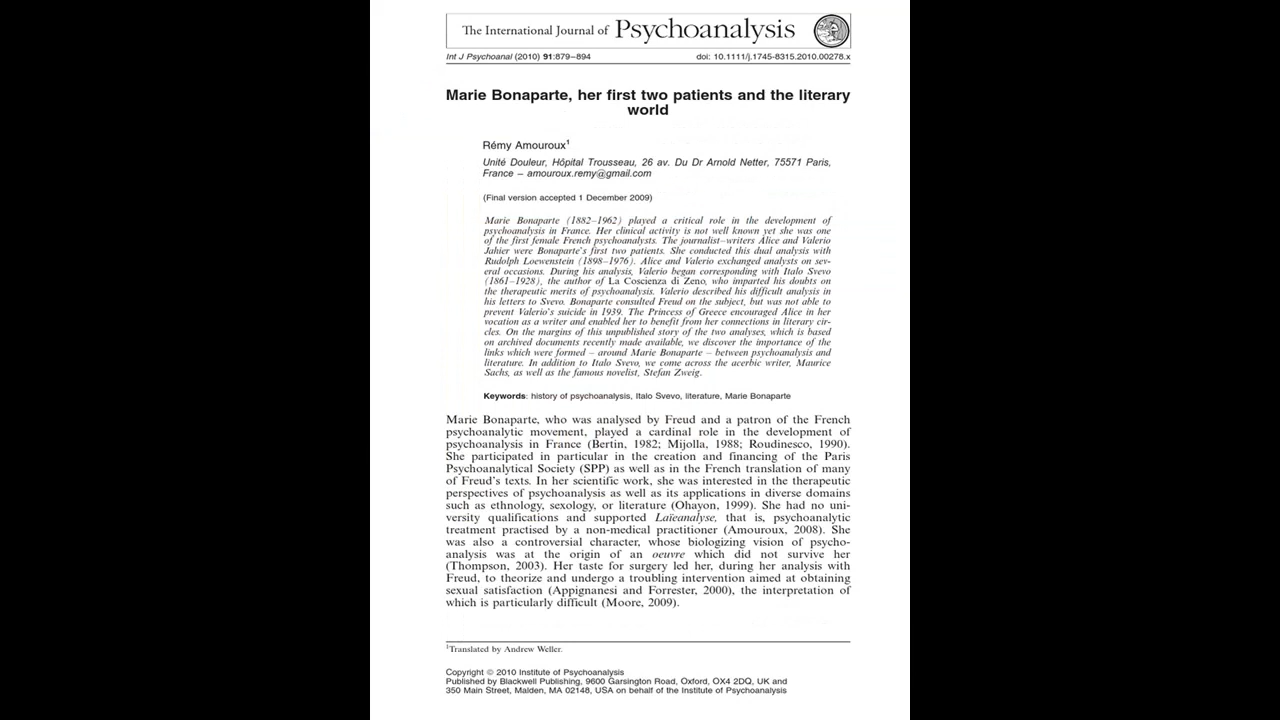 The International Journal of Psychoanalysis
Int J Psychoanal (2010) 91:879–894 doi: 10.1111/j.1745-8315.2010.00278.x
Marie Bonaparte, her first two patients and the literary
world
Rémy Amouroux1
Unité Douleur, Hôpital Trousseau, 26 av. Du Dr Arnold Netter, 75571 Paris,
France – amouroux.remy@gmail.com
(Final version accepted 1 December 2009)
Marie Bonaparte (1882–1962) played a critical role in the development of
psychoanalysis in France. Her clinical activity is not well known yet she was one
of the first female French psychoanalysts. The journalist–writers Alice and Valerio
Jahier were Bonaparte's first two patients. She conducted this dual analysis with
Rudolph Loewenstein (1898–1976). Alice and Valerio exchanged analysts on sev-
eral occasions. During his analysis, Valerio began corresponding with Italo Svevo
(1861–1928), the author of La Coscienza di Zeno, who imparted his doubts on
the therapeutic merits of psychoanalysis. Valerio described his difficult analysis in
his letters to Svevo. Bonaparte consulted Freud on the subject, but was not able to
prevent Valerio's suicide in 1939. The Princess of Greece encouraged Alice in her
vocation as a writer and enabled her to benefit from her connections in literary cir-
cles. On the margins of this unpublished story of the two analyses, which is based
on archived documents recently made available, we discover the importance of the
links which were formed – around Marie Bonaparte – between psychoanalysis and
literature. In addition to Italo Svevo, we come across the acerbic writer, Maurice
Sachs, as well as the famous novelist, Stefan Zweig.
Keywords: history of psychoanalysis, Italo Svevo, literature, Marie Bonaparte
Marie Bonaparte, who was analysed by Freud and a patron of the French
psychoanalytic movement, played a cardinal role in the development of
psychoanalysis in France (Bertin, 1982; Mijolla, 1988; Roudinesco, 1990).
She participated in particular in the creation and financing of the Paris
Psychoanalytical Society (SPP) as well as in the French translation of many
of Freud's texts. In her scientific work, she was interested in the therapeutic
perspectives of psychoanalysis as well as its applications in diverse domains
such as ethnology, sexology, or literature (Ohayon, 1999). She had no uni-
versity qualifications and supported Laïeanalyse, that is, psychoanalytic
treatment practised by a non-medical practitioner (Amouroux, 2008). She
was also a controversial character, whose biologizing vision of psycho-
analysis was at the origin of an oeuvre which did not survive her
(Thompson, 2003). Her taste for surgery led her, during her analysis with
Freud, to theorize and undergo a troubling intervention aimed at obtaining
sexual satisfaction (Appignanesi and Forrester, 2000), the interpretation of
which is particularly difficult (Moore, 2009).
1Translated by Andrew Weller.
Copyright © 2010 Institute of Psychoanalysis
Published by Blackwell Publishing, 9600 Garsington Road, Oxford, OX4 2DQ, UK and
350 Main Street, Malden, MA 02148, USA on behalf of the Institute of Psychoanalysis